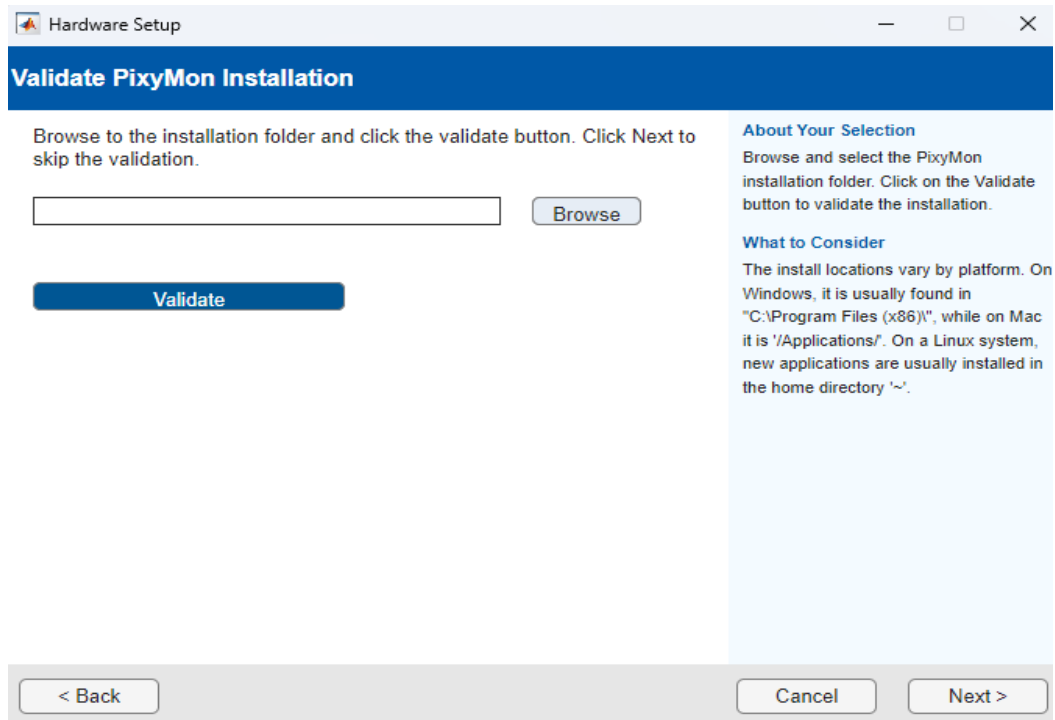 Hardware Setup
Validate PixyMon Installation
Browse to the installation folder and click the validate button. Click Next to
skip the validation.
Browse
Validate
About Your Selection
Browse and select the PixyMon
installation folder. Click on the Validate
button to validate the installation.
What to Consider
The install locations vary by platform. On
Windows, it is usually found in
"C:\Program Files (x86)\", while on Mac
it is '/Applications/'. On a Linux system,
new applications are usually installed in
the home directory '~'.
< Back
Cancel
Next >